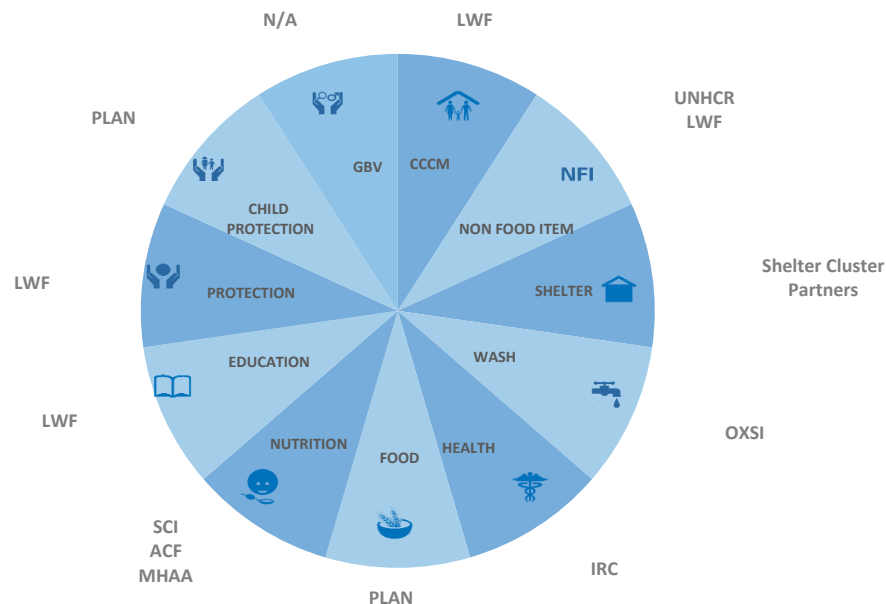 N/A
LWF
PLAN
UNHCR
LWF
GBV
CCCM
NFI
CHILD
PROTECTION
NON FOOD ITEM
LWF
PROTECTION
SHELTER
Shelter Cluster
Partners
EDUCATION
WASH
LWF
NUTRITION
FOOD
HEALTH
OXSI
SCI
ACF
MHAA
PLAN
IRC